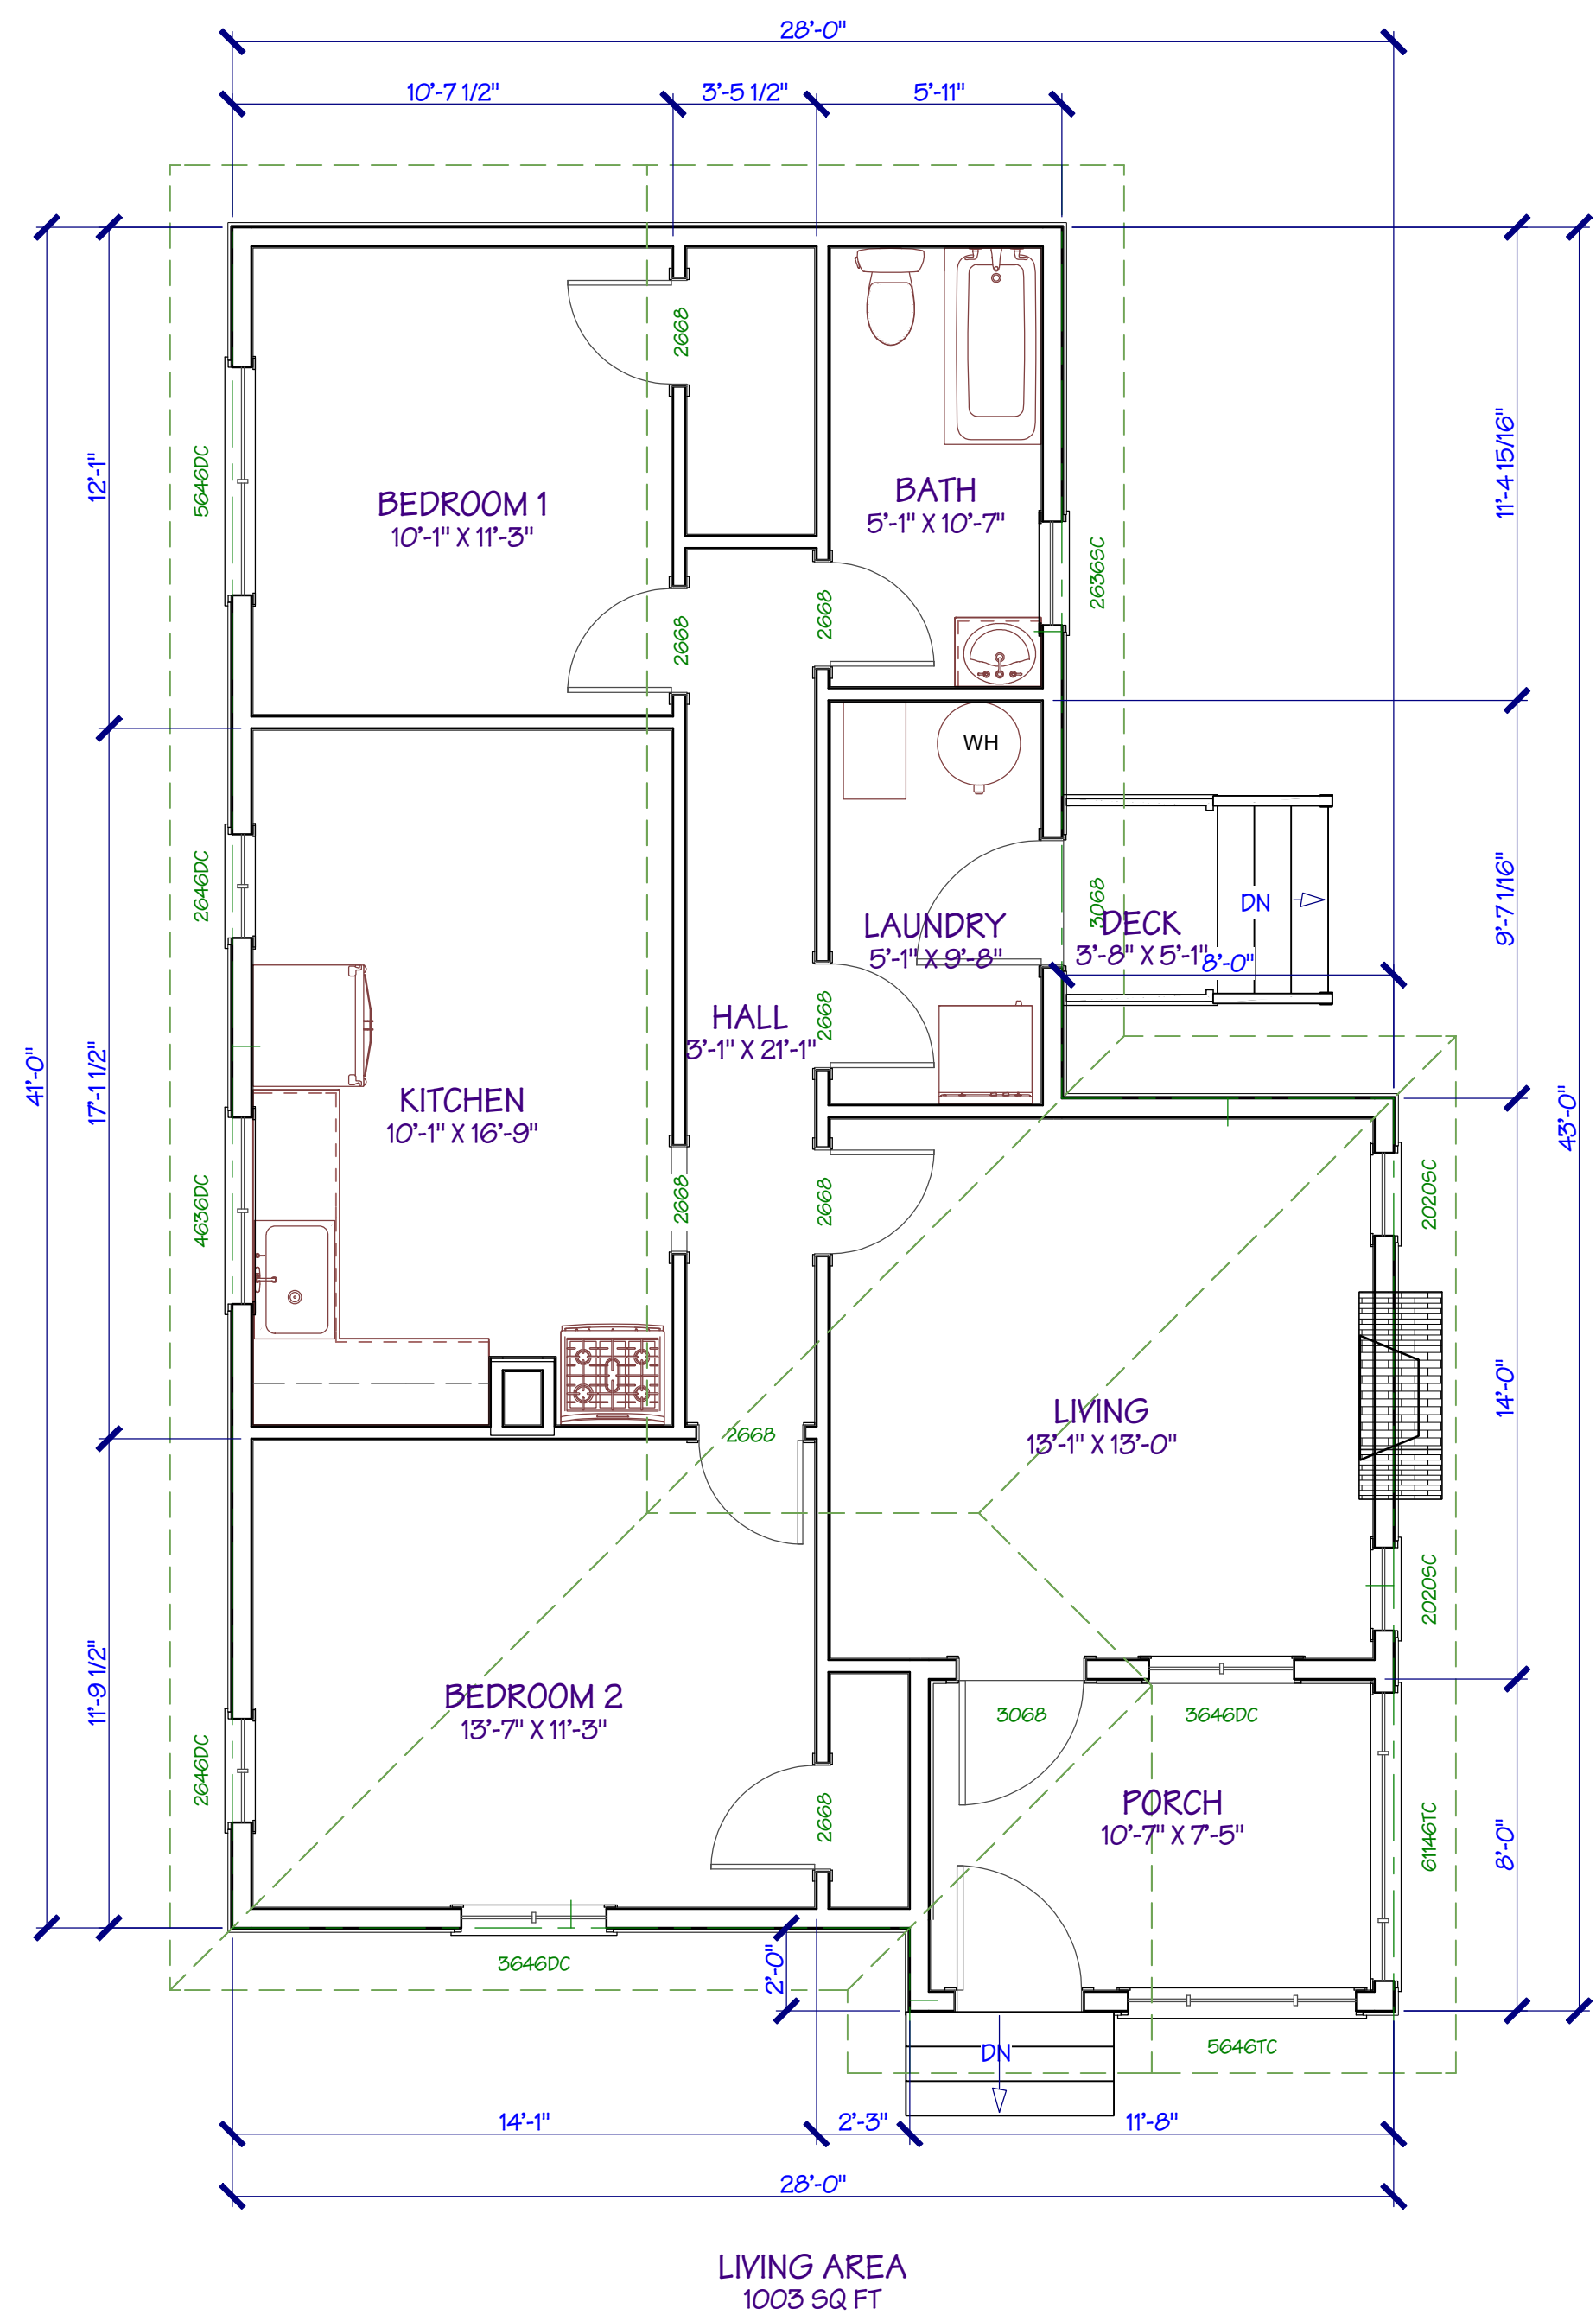 28'-0"
10'-7 1/2"
3'-5 1/2"
5'-11"
2668
5646DC
12'-1"
11'-4 15/16"
BEDROOM 1
10'-1" X 11'-3"
BATH
5'-1" X 10'-7"
2636SC
2668
2668
WH
2646DC
3068
9'-7 1/16"
DN
LAUNDRY
5'-1" X 9'-8"
DECK
3'-8" X 5'-1"
8'-0"
HALL
3'-1" X 21'-1"
2668
41'-0"
17'-1 1/2"
KITCHEN
10'-1" X 16'-9"
43'-0"
4636DC
2668
2668
2020SC
14'-0"
LIVING
13'-1" X 13'-0"
2668
2020SC
11'-9 1/2"
BEDROOM 2
13'-7" X 11'-3"
3068
3646DC
2646DC
PORCH
10'-7" X 7'-5"
2668
61146TC
8'-0"
3646DC
2'-0"
DN
5646TC
14'-1"
2'-3"
11'-8"
28'-0"
LIVING AREA
1003 SQ FT